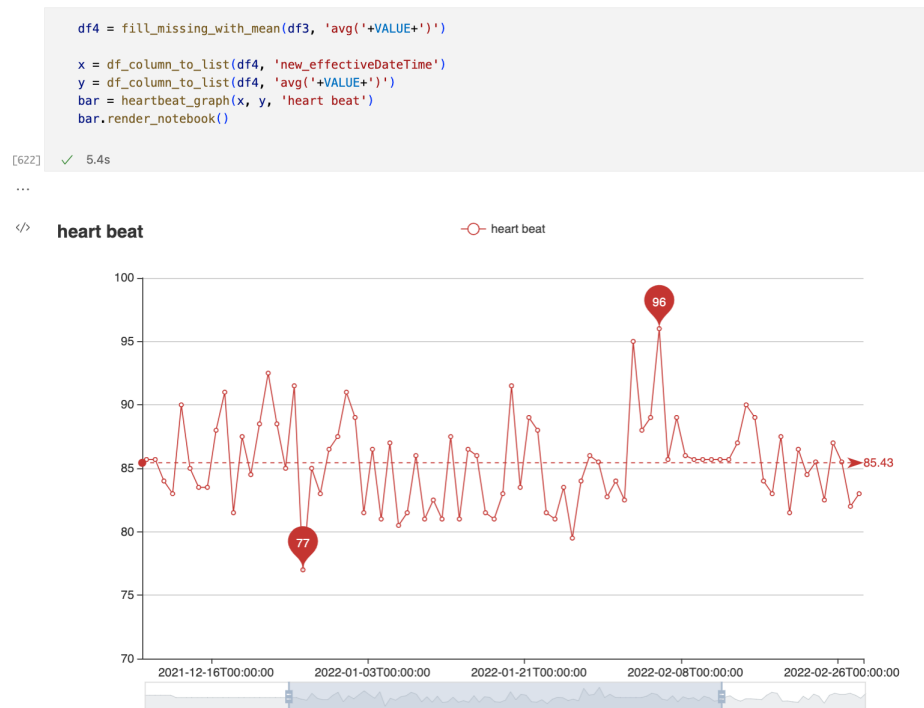 df4 = fill_missing_with_mean(df3, 'avg('+VALUE+')')
x = df_column_to_list(df4, 'new_effectiveDateTime')
y = df_column_to_list(df4, 'avg('+VALUE+')')
bar = heartbeat_graph(x, y, 'heart beat')
bar.render_notebook()
[622] ✓ 5.4s
...
</> heart beat
heart beat
100
96
95
90
85
85.43
80
77
75
70
2021-12-16T00:00:00 2022-01-03T00:00:00 2022-01-21T00:00:00 2022-02-08T00:00:00 2022-02-26T00:00:00